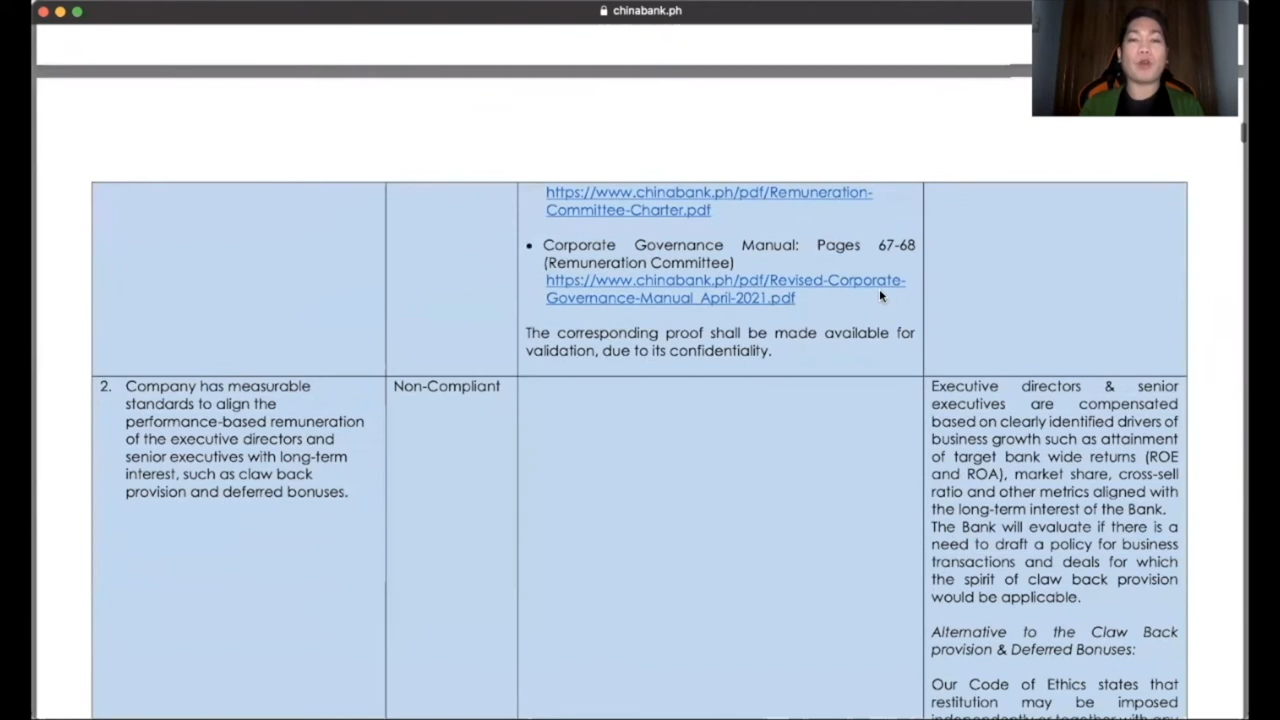 chinabank.ph
https://www.chinabank.ph/pdf/Remuneration-
Committee-Charter.pdf
• Corporate Governance Manual: Pages 67-68
(Remuneration Committee)
https://www.chinabank.ph/pdf/Revised-Corporate-
Governance-Manual_April-2021.pdf
The corresponding proof shall be made available for
validation, due to its confidentiality.
2. Company has measurable
standards to align the
performance-based remuneration
of the executive directors and
senior executives with long-term
interest, such as claw back
provision and deferred bonuses.
Non-Compliant
Executive directors & senior
executives are compensated
based on clearly identified drivers of
business growth such as attainment
of target bank wide returns (ROE
and ROA), market share, cross-sell
ratio and other metrics aligned with
the long-term interest of the Bank.
The Bank will evaluate if there is a
need to draft a policy for business
transactions and deals for which
the spirit of claw back provision
would be applicable.
Alternative to the Claw Back
provision & Deferred Bonuses:
Our Code of Ethics states that
restitution may be imposed
independently or together with any